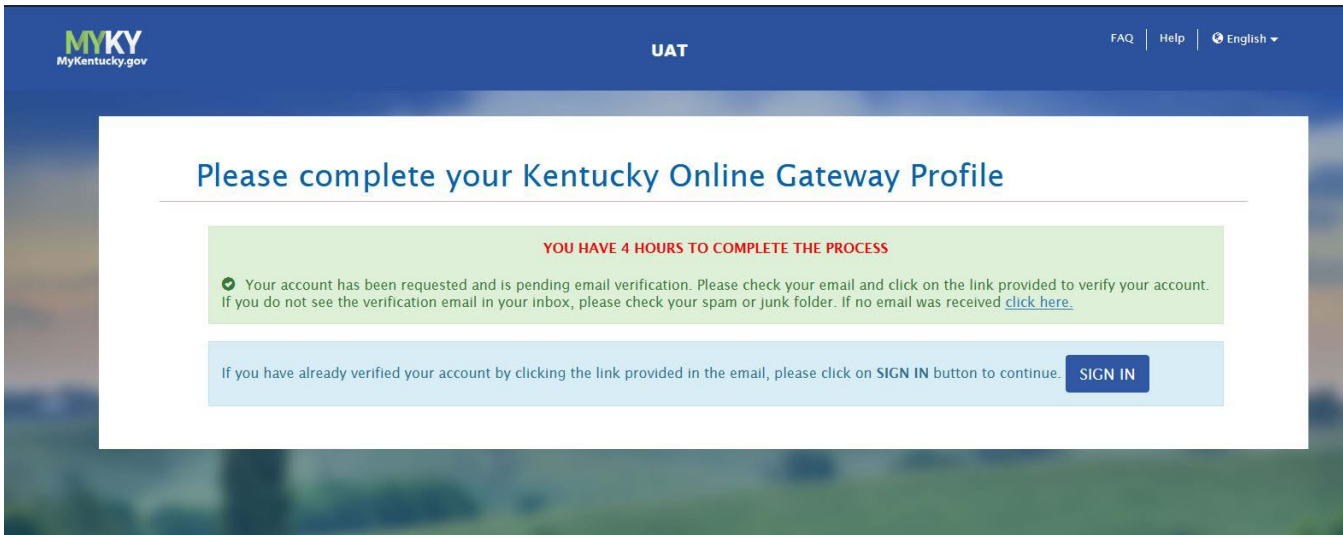 MYKY
MyKentucky.gov
UAT
FAQ
Help
English
Please complete your Kentucky Online Gateway Profile
YOU HAVE 4 HOURS TO COMPLETE THE PROCESS
Your account has been requested and is pending email verification. Please check your email and click on the link provided to verify your account.
If you do not see the verification email in your inbox, please check your spam or junk folder. If no email was received click here.
If you have already verified your account by clicking the link provided in the email, please click on SIGN IN button to continue.
SIGN IN